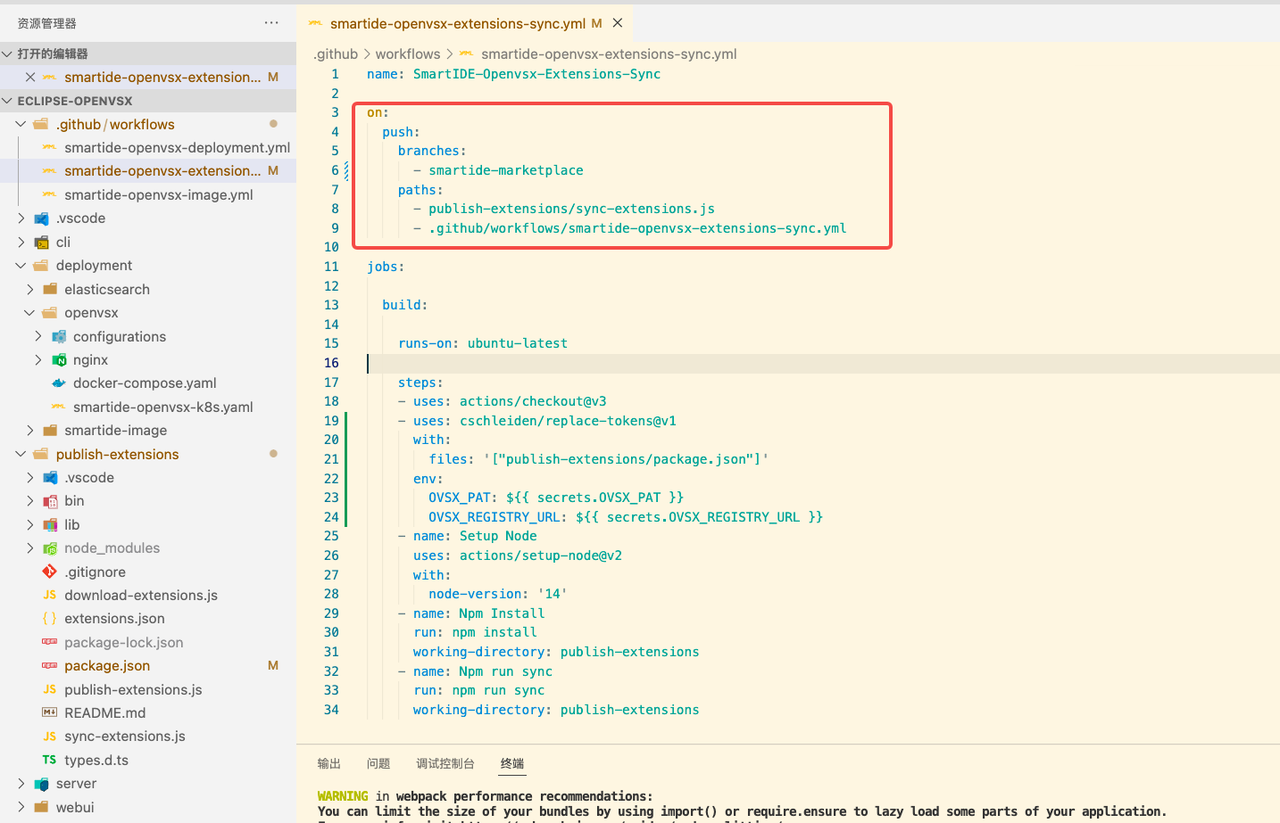 资源管理器 ···
打开的编辑器
smartide-openvsx-extension... M
ECLIPSE-OPENVSX
.github / workflows
smartide-openvsx-deployment.yml
smartide-openvsx-extension... M
smartide-openvsx-image.yml
.vscode
cli
deployment
elasticsearch
openvsx
configurations
nginx
docker-compose.yaml
smartide-openvsx-k8s.yaml
smartide-image
publish-extensions
.vscode
bin
lib
node_modules
.gitignore
JS download-extensions.js
{ } extensions.json
package-lock.json
package.json M
JS publish-extensions.js
README.md
JS sync-extensions.js
TS types.d.ts
server
webui
smartide-openvsx-extensions-sync.yml M
.github > workflows > smartide-openvsx-extensions-sync.yml
1 name: SmartIDE-Openvsx-Extensions-Sync
2
3 on:
4 push:
5 branches:
6 - smartide-marketplace
7 paths:
8 - publish-extensions/sync-extensions.js
9 - .github/workflows/smartide-openvsx-extensions-sync.yml
10
11 jobs:
12
13 build:
14
15 runs-on: ubuntu-latest
16
17 steps:
18 - uses: actions/checkout@v3
19 - uses: cschleiden/replace-tokens@v1
20 with:
21 files: '["publish-extensions/package.json"]'
22 env:
23 OVSX_PAT: ${{ secrets.OVSX_PAT }}
24 OVSX_REGISTRY_URL: ${{ secrets.OVSX_REGISTRY_URL }}
25 - name: Setup Node
26 uses: actions/setup-node@v2
27 with:
28 node-version: '14'
29 - name: Npm Install
30 run: npm install
31 working-directory: publish-extensions
32 - name: Npm run sync
33 run: npm run sync
34 working-directory: publish-extensions
输出 问题 调试控制台 终端
WARNING in webpack performance recommendations:
You can limit the size of your bundles by using import() or require.ensure to lazy load some parts of your application.